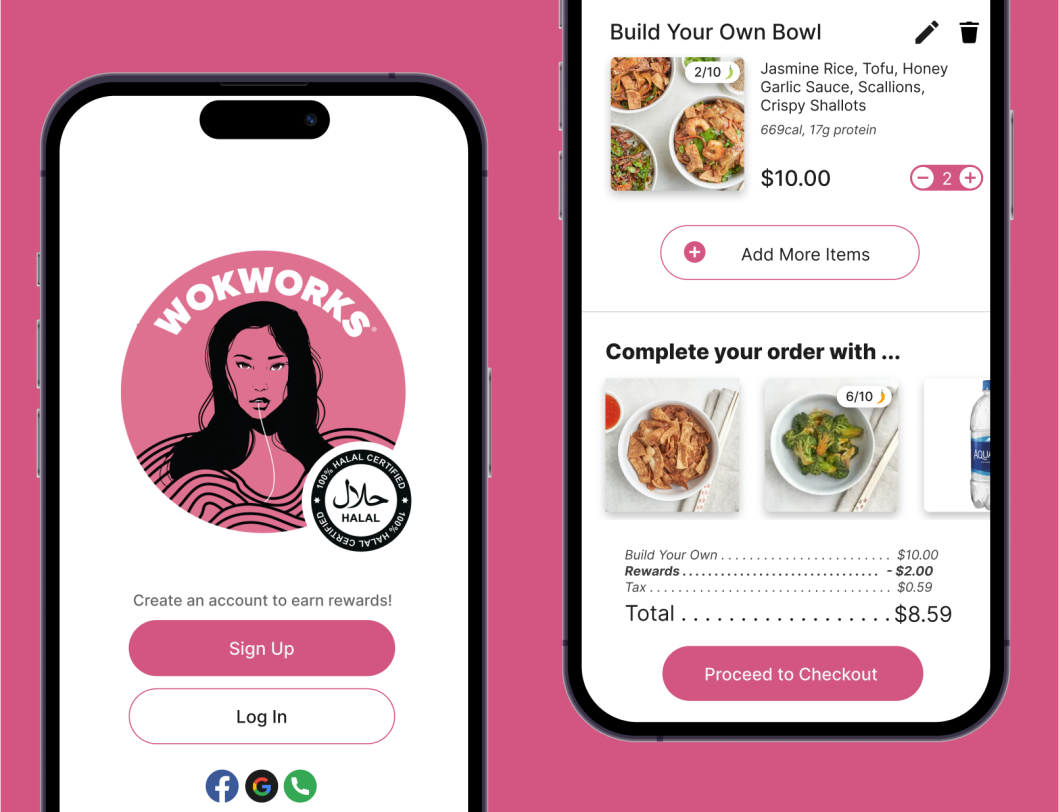 WOKWORKS
®
100% HALAL CERTIFIED
حلال
HALAL
100% HALAL CERTIFIED
Create an account to earn rewards!
Sign Up
Log In
Build Your Own Bowl
2/10
Jasmine Rice, Tofu, Honey
Garlic Sauce, Scallions,
Crispy Shallots
669cal, 17g protein
$10.00
2
Add More Items
Complete your order with ...
6/10
AQUA
Build Your Own . . . . . . . . . . . . . . . . . . . . . . . . $10.00
Rewards . . . . . . . . . . . . . . . . . . . . . . . . . . . . . - $2.00
Tax . . . . . . . . . . . . . . . . . . . . . . . . . . . . . . . . . . $0.59
Total . . . . . . . . . . . . . . . . . . $8.59
Proceed to Checkout